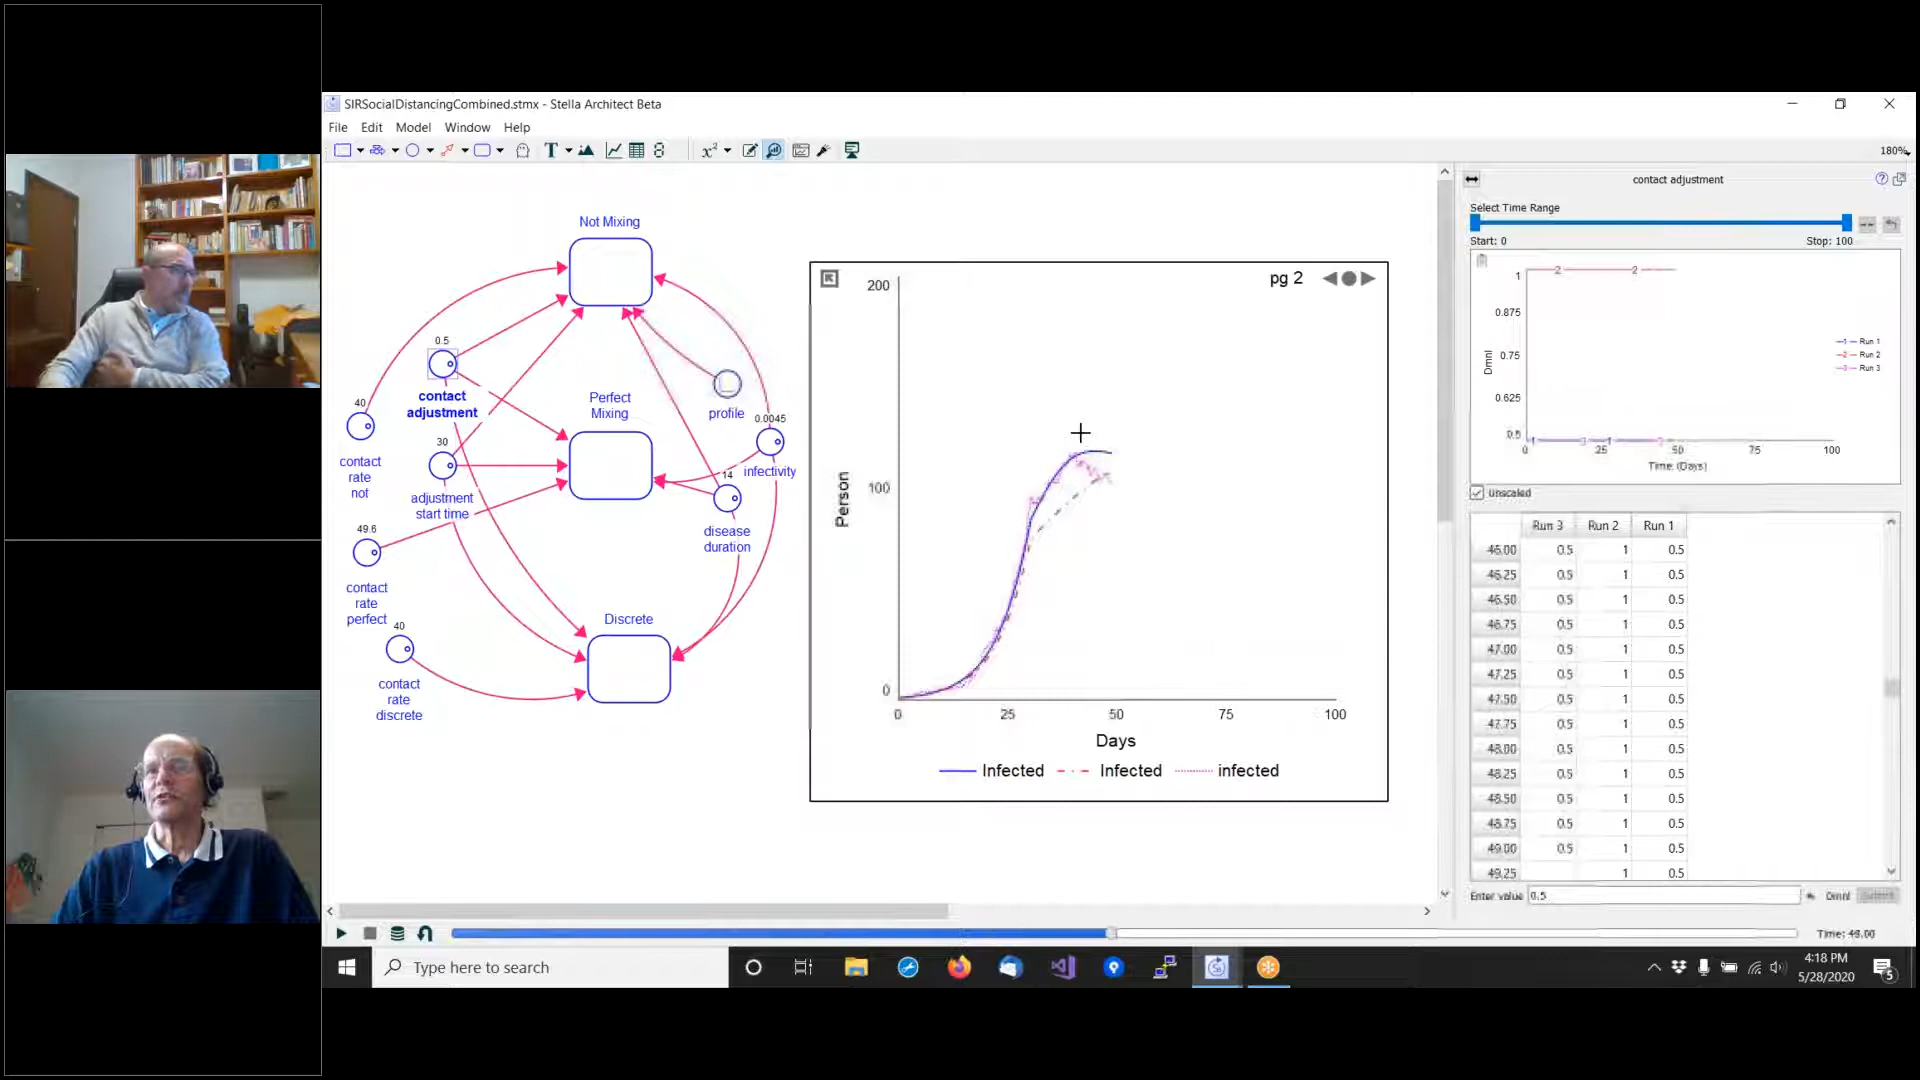 SIRSocialDistancingCombined.stmx - Stella Architect Beta
File Edit Model Window Help
180%
Not Mixing
0.5
contact
adjustment
40
contact
rate
not
30
adjustment
start time
49.6
contact
rate
perfect
40
contact
rate
discrete
Perfect
Mixing
profile
0.0045
infectivity
14
disease
duration
Discrete
pg 2
200
100
0
Person
0 25 50 75 100
Days
Infected Infected infected
contact adjustment
Select Time Range
Start: 0 Stop: 100
1
0.875
0.75
0.625
0.5
Dmnl
0 25 50 75 100
Time (Days)
1 Run 1
2 Run 2
3 Run 3
Unscaled
Run 3 Run 2 Run 1
46.00 0.5 1 0.5
46.25 0.5 1 0.5
46.50 0.5 1 0.5
46.75 0.5 1 0.5
47.00 0.5 1 0.5
47.25 0.5 1 0.5
47.50 0.5 1 0.5
47.75 0.5 1 0.5
48.00 0.5 1 0.5
48.25 0.5 1 0.5
48.50 0.5 1 0.5
48.75 0.5 1 0.5
49.00 0.5 1 0.5
49.25 1 0.5
Enter value 0.5 Dmnl
Type here to search
4:18 PM
5/28/2020
5